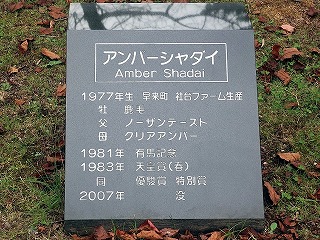 アンバーシャダイ
Amber Shadai
1977年生 早来町 社台ファーム生産
牡 鹿毛
父 ノーザンテースト
母 クリアアンバー
1981年 有馬記念
1983年 天皇賞(春)
同 優駿賞 特別賞
2007年 没